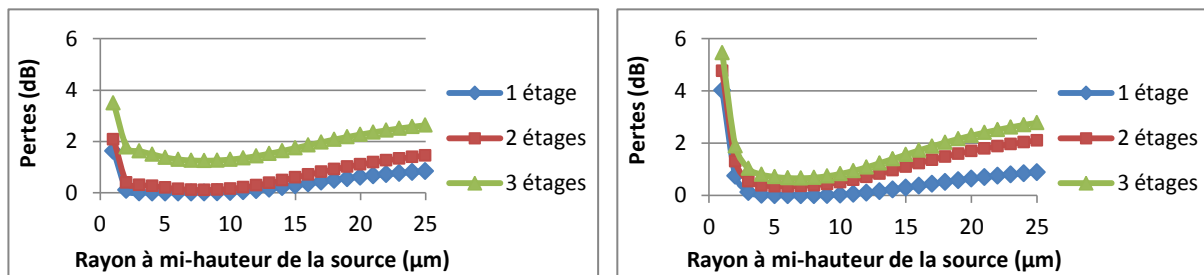 Pertes (dB)
6
4
2
0
0 5 10 15 20 25
Rayon à mi-hauteur de la source (µm)
1 étage
2 étages
3 étages
Pertes (dB)
6
4
2
0
0 5 10 15 20 25
Rayon à mi-hauteur de la source (µm)
1 étage
2 étages
3 étages